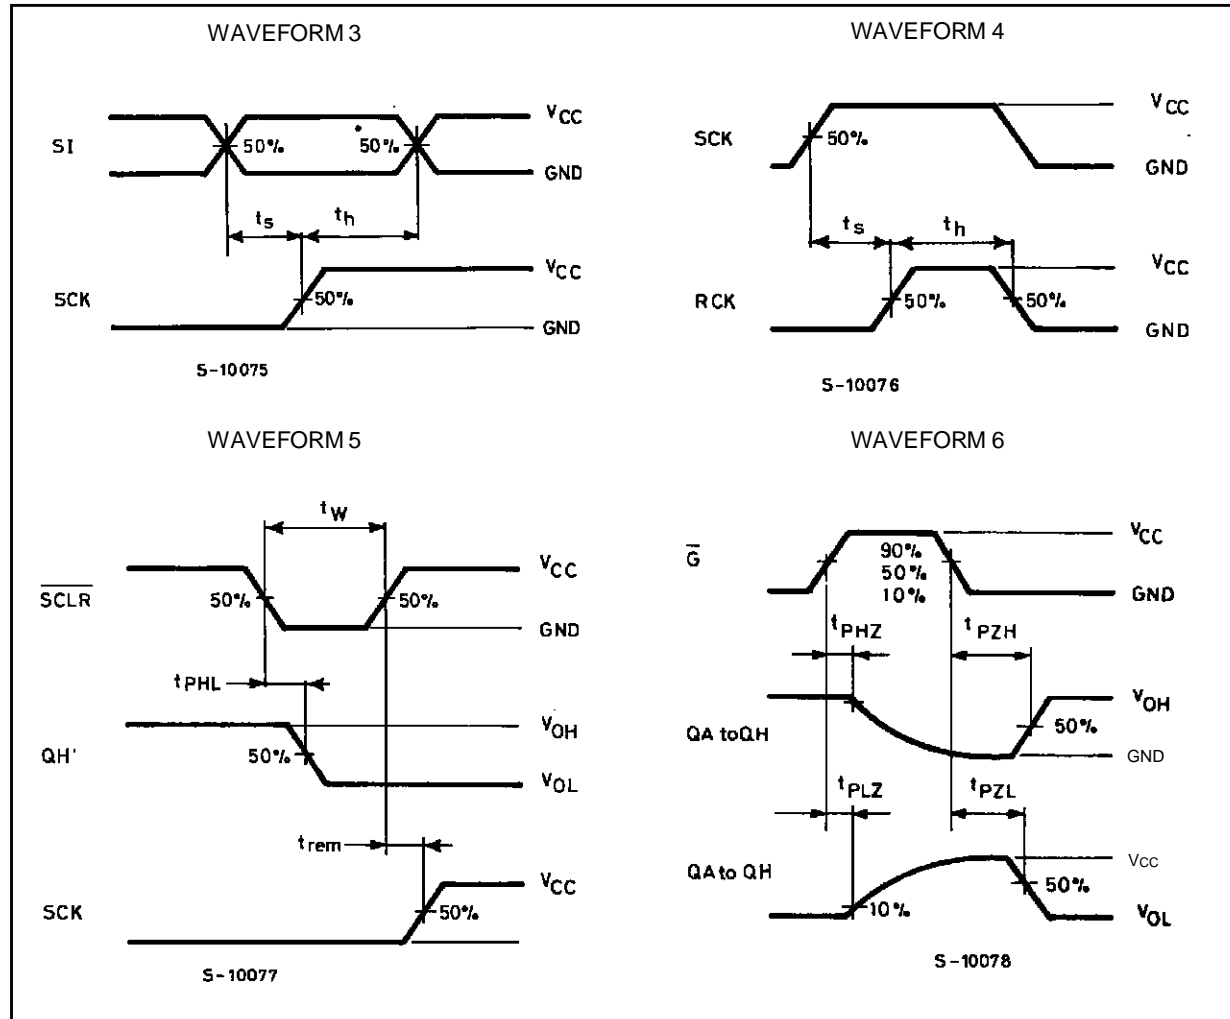 WAVEFORM 3
SI
VCC
50%
50%
GND
ts
th
SCK
VCC
50%
GND
S-10075
WAVEFORM 4
SCK
VCC
50%
GND
ts
th
RCK
VCC
50%
50%
GND
S-10076
WAVEFORM 5
tW
SCLR
VCC
50%
50%
GND
tPHL
QH'
VOH
50%
VOL
trem
SCK
VCC
50%
S-10077
WAVEFORM 6
G
VCC
90%
50%
10%
GND
tPHZ
tPZH
QA to QH
VOH
50%
GND
tPLZ
tPZL
QA to QH
Vcc
50%
10%
VOL
S-10078